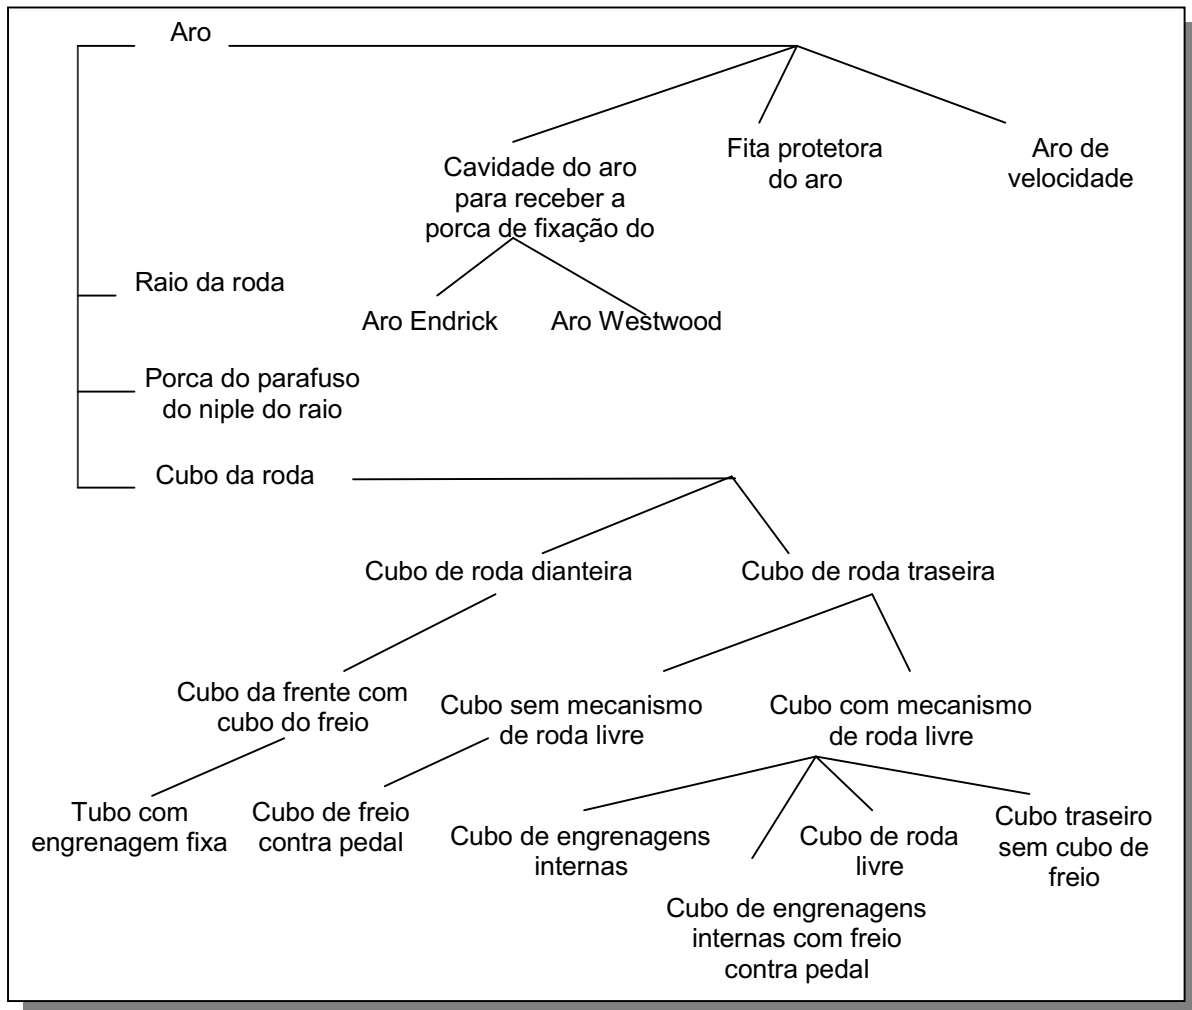 Aro
Cavidade do aro
para receber a
porca de fixação do
Fita protetora
do aro
Aro de
velocidade
Raio da roda
Aro Endrick
Aro Westwood
Porca do parafuso
do niple do raio
Cubo da roda
Cubo de roda dianteira
Cubo de roda traseira
Cubo da frente com
cubo do freio
Cubo sem mecanismo
de roda livre
Cubo com mecanismo
de roda livre
Tubo com
engrenagem fixa
Cubo de freio
contra pedal
Cubo de engrenagens
internas
Cubo de roda
livre
Cubo traseiro
sem cubo de
freio
Cubo de engrenagens
internas com freio
contra pedal